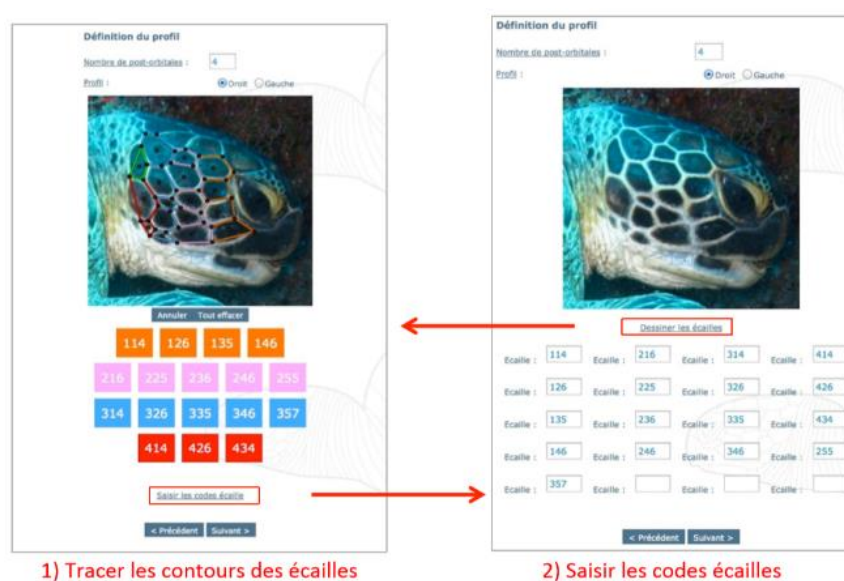 Définition du profil
Nombre de post-orbitales : 4
Profil : Droit Gauche
Annuler Tout effacer
114 126 135 146
216 225 236 246 255
314 326 335 346 357
414 426 434
Saisir les codes écaille
< Précédent Suivant >
1) Tracer les contours des écailles
Définition du profil
Nombre de post-orbitales : 4
Profil : Droit Gauche
Dessiner les écailles
Ecaille : 114 Ecaille : 216 Ecaille : 314 Ecaille : 414
Ecaille : 126 Ecaille : 225 Ecaille : 326 Ecaille : 426
Ecaille : 135 Ecaille : 236 Ecaille : 335 Ecaille : 434
Ecaille : 146 Ecaille : 246 Ecaille : 346 Ecaille : 255
Ecaille : 357 Ecaille : Ecaille : Ecaille :
< Précédent Suivant >
2) Saisir les codes écailles